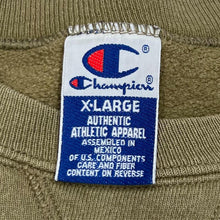 Champion®
X-LARGE
AUTHENTIC
ATHLETIC APPAREL
ASSEMBLED IN
MEXICO
OF U.S. COMPONENTS
CARE AND FIBER
CONTENT ON REVERSE